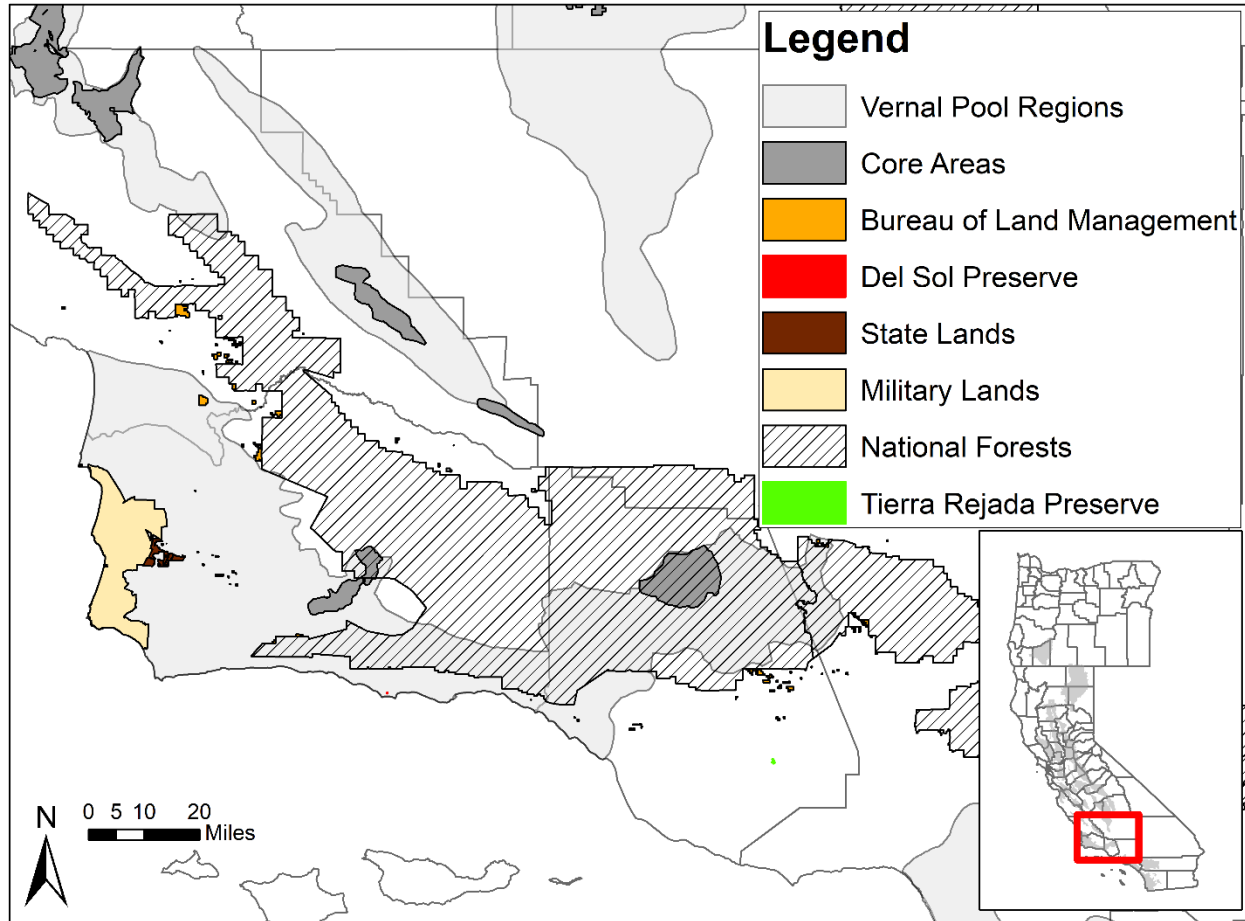 Legend
Vernal Pool Regions
Core Areas
Bureau of Land Management
Del Sol Preserve
State Lands
Military Lands
National Forests
Tierra Rejada Preserve
N
0 5 10 20
Miles